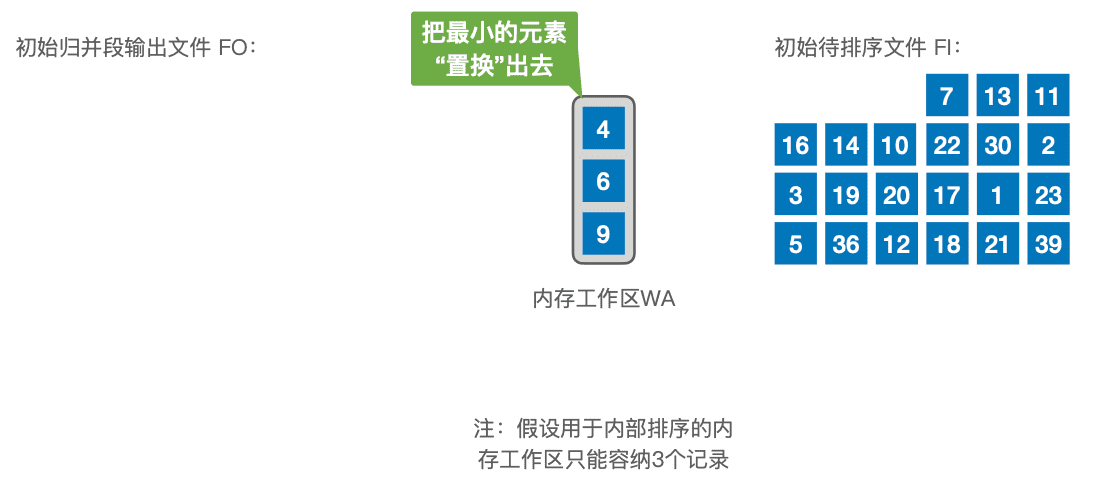 初始归并段输出文件 FO：
把最小的元素
“置换”出去
4
6
9
内存工作区WA
初始待排序文件 FI：
7 13 11
16 14 10 22 30 2
3 19 20 17 1 23
5 36 12 18 21 39
注：假设用于内部排序的内
存工作区只能容纳3个记录